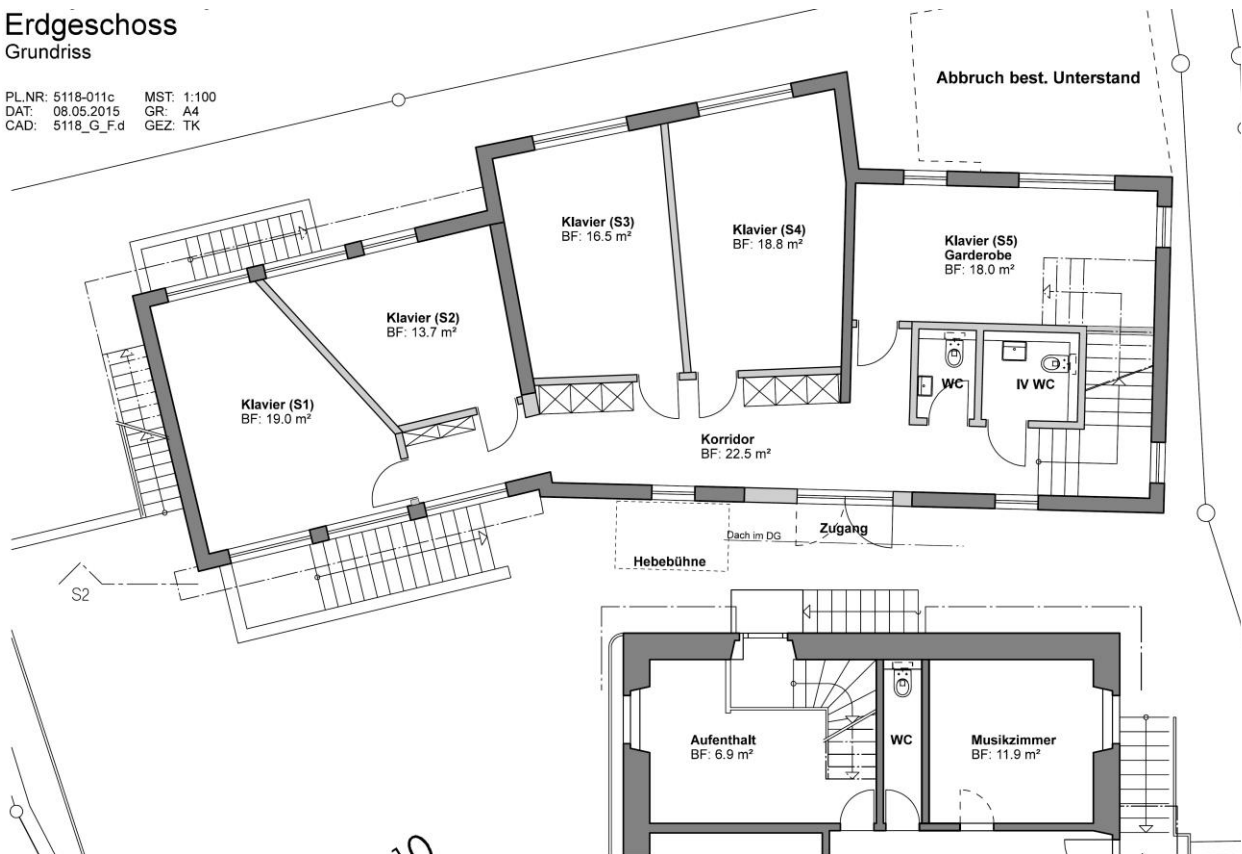 Erdgeschoss
Grundriss
PL.NR: 5118-011c MST: 1:100
DAT: 08.05.2015 GR: A4
CAD: 5118_G_F.d GEZ: TK
Abbruch best. Unterstand
Klavier (S3)
BF: 16.5 m²
Klavier (S4)
BF: 18.8 m²
Klavier (S5)
Garderobe
BF: 18.0 m²
Klavier (S2)
BF: 13.7 m²
Klavier (S1)
BF: 19.0 m²
WC
IV WC
Korridor
BF: 22.5 m²
Zugang
Dach im DG
Hebebühne
S2
Aufenthalt
BF: 6.9 m²
WC
Musikzimmer
BF: 11.9 m²